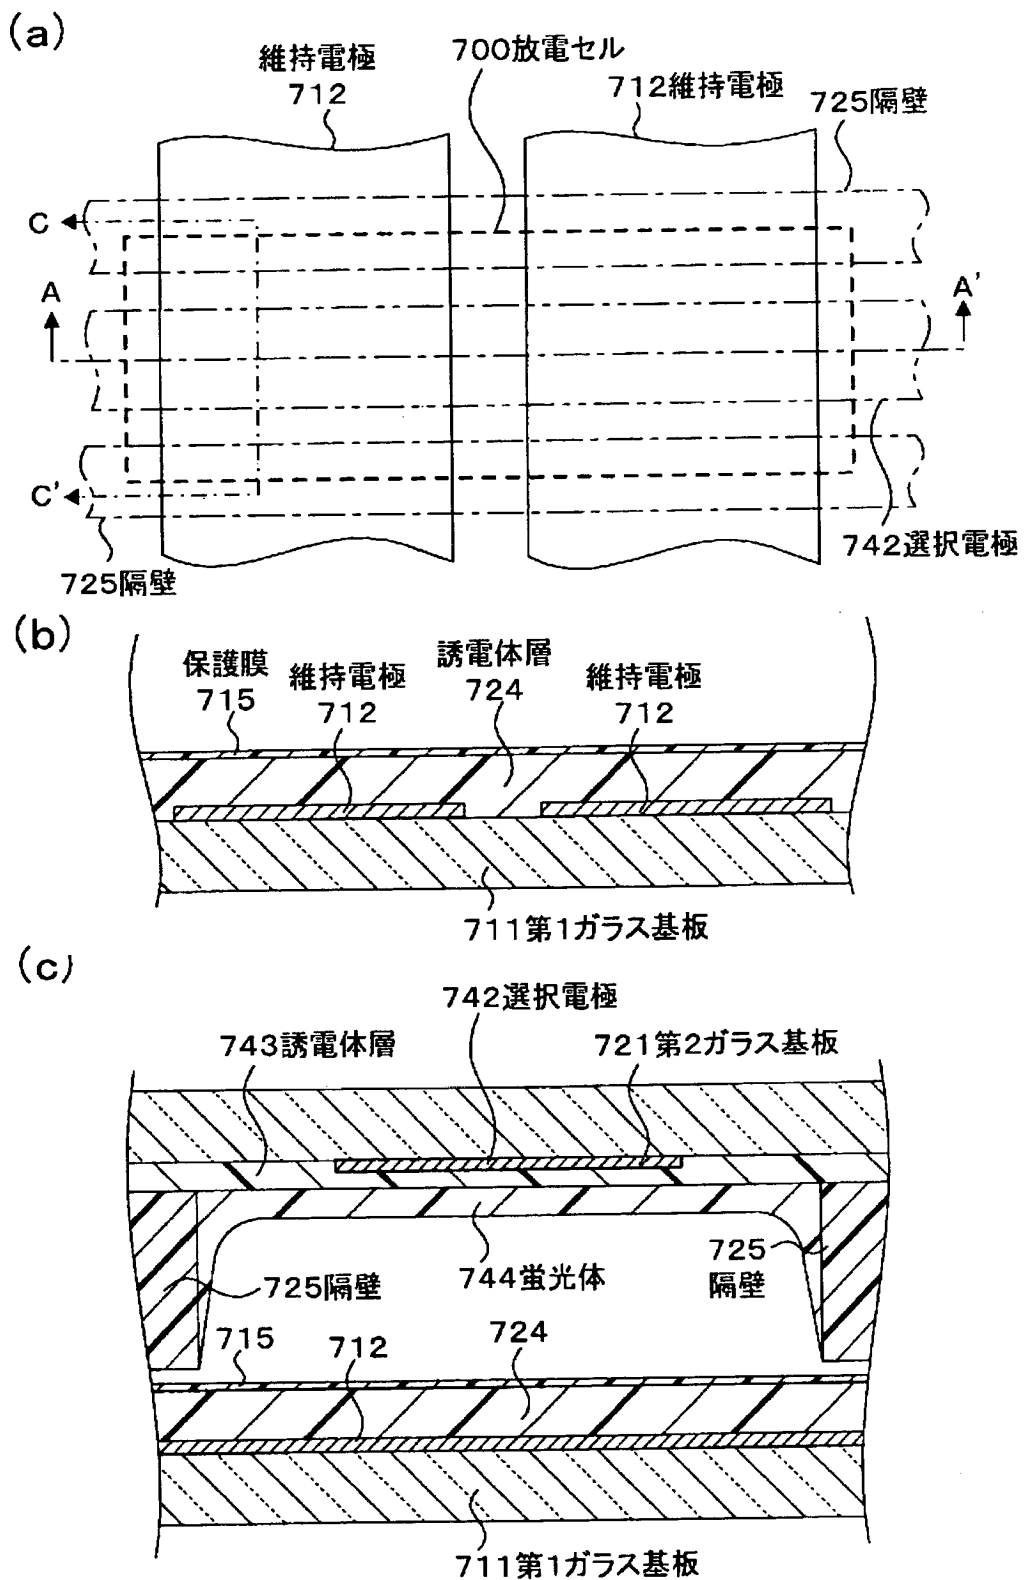 (a)
維持電極
712
700放電セル
712維持電極
725隔壁
C
A
A'
C'
725隔壁
742選択電極
(b)
保護膜
715
維持電極
712
誘電体層
724
維持電極
712
711第1ガラス基板
(c)
742選択電極
743誘電体層
721第2ガラス基板
725隔壁
744蛍光体
725
隔壁
715
712
724
711第1ガラス基板